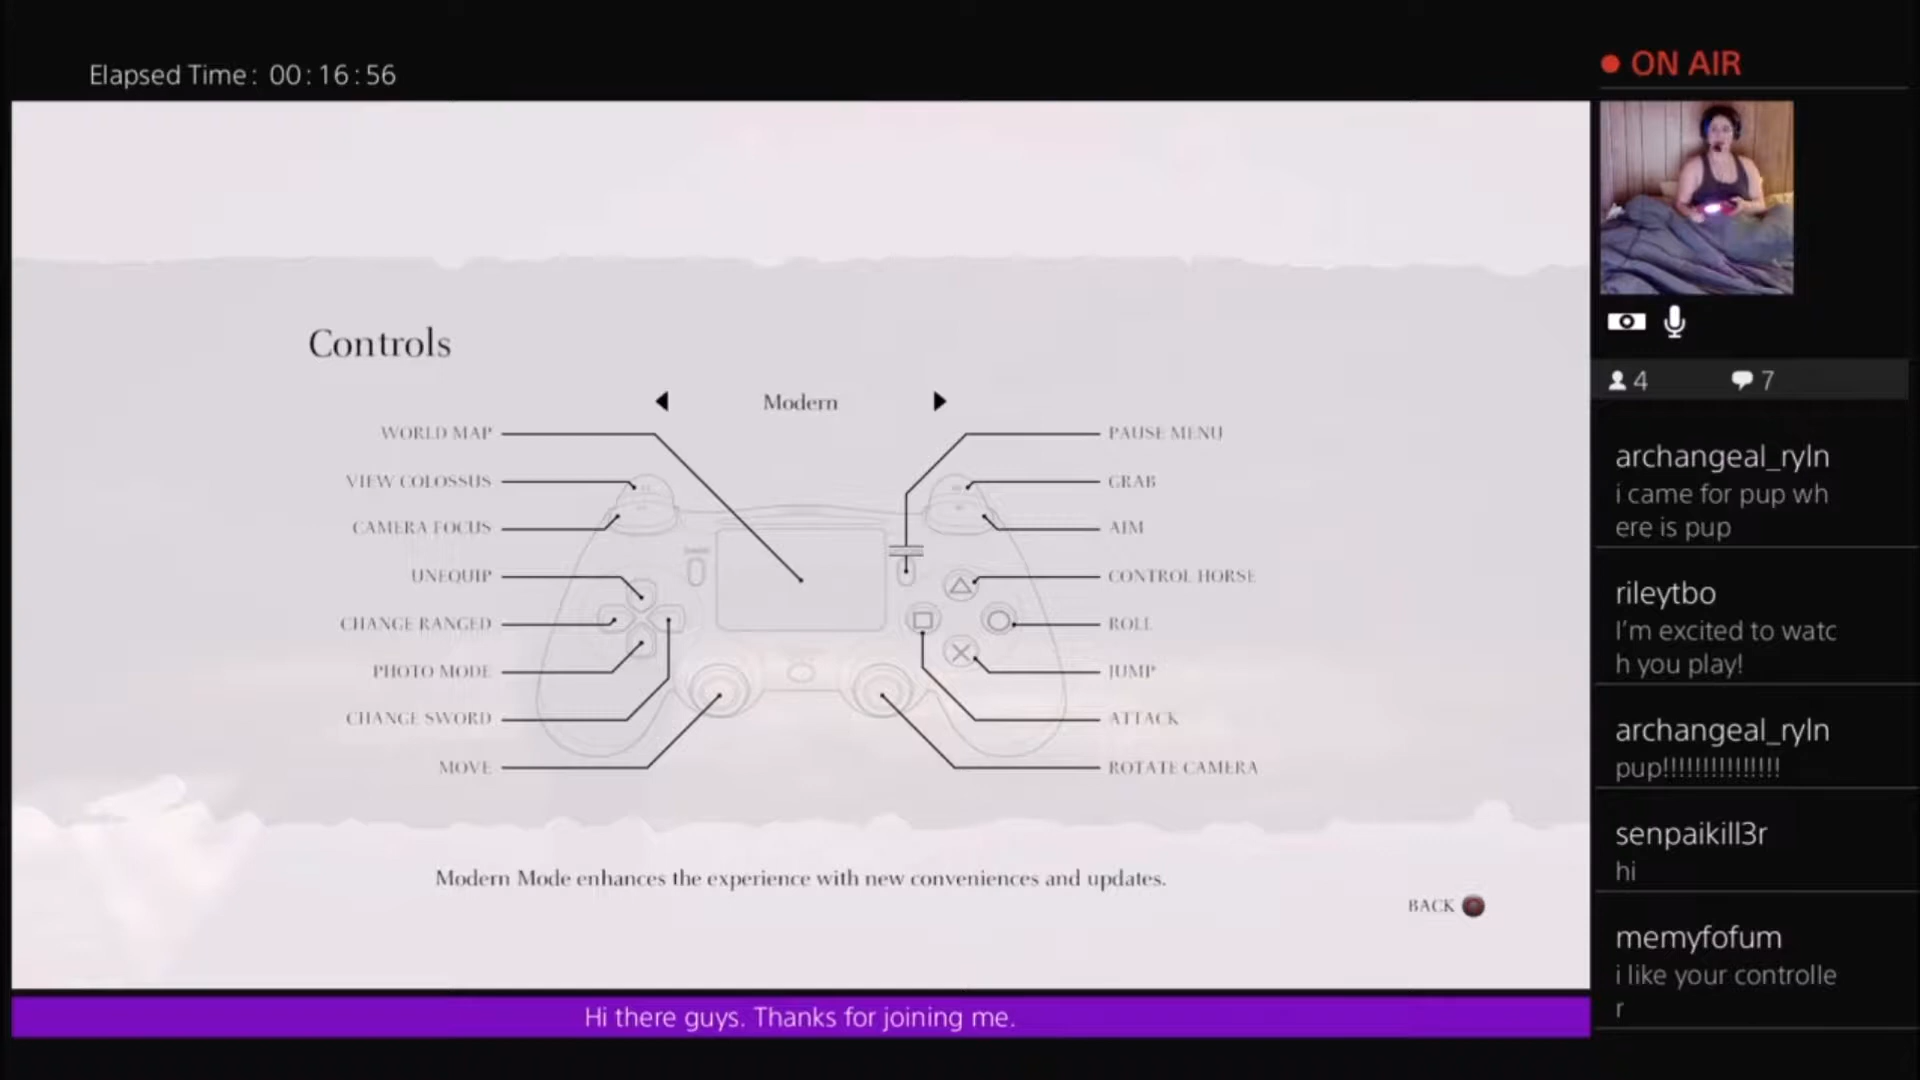 Elapsed Time: 00:16:56
ON AIR
4 7
Controls
Modern
WORLD MAP
VIEW COLOSSUS
CAMERA FOCUS
UNEQUIP
CHANGE RANGED
PHOTO MODE
CHANGE SWORD
MOVE
PAUSE MENU
GRAB
AIM
CONTROL HORSE
ROLL
JUMP
ATTACK
ROTATE CAMERA
Modern Mode enhances the experience with new conveniences and updates.
BACK
Hi there guys. Thanks for joining me.
archangeal_ryln
i came for pup wh
ere is pup
rileytbo
I'm excited to watc
h you play!
archangeal_ryln
pup!!!!!!!!!!!!!!!
senpaikill3r
hi
memyfofum
i like your controlle
r